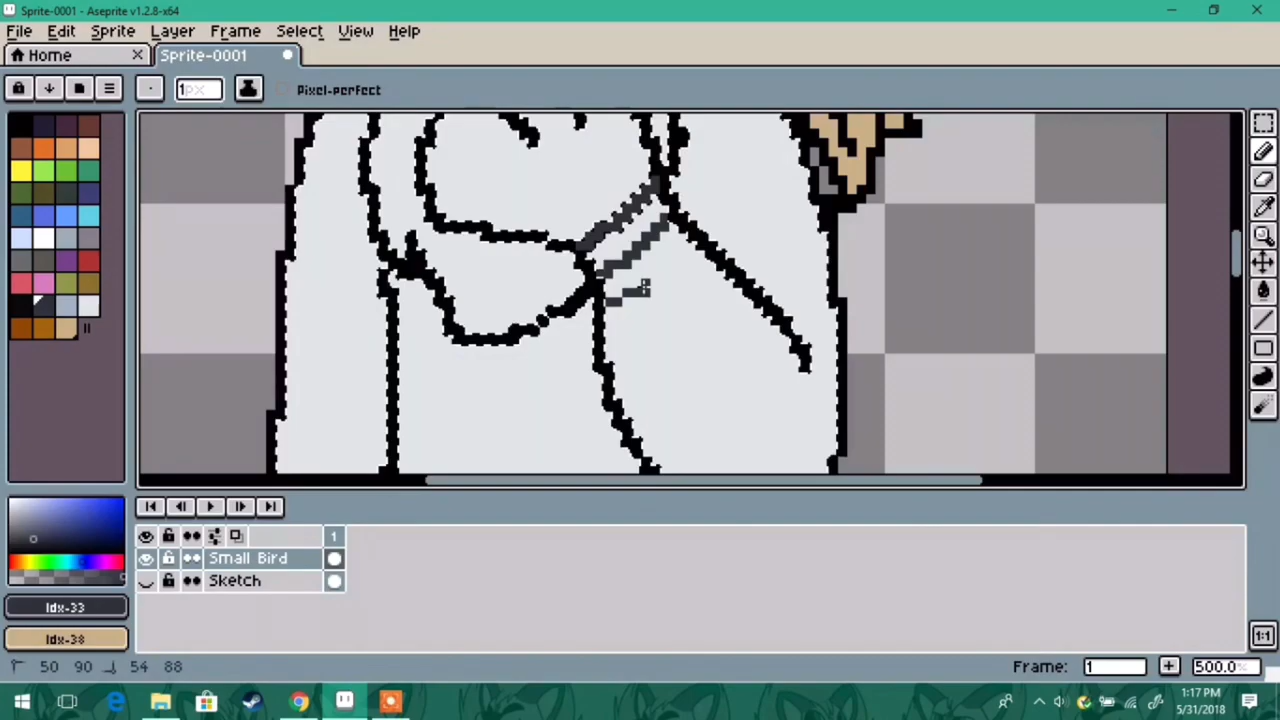 Sprite-0001 - Aseprite v1.2.8-x64
File Edit Sprite Layer Frame Select View Help
Home Sprite-0001
1px Pixel-perfect
1
Small Bird
Sketch
Idx-33
Idx-38
50 90 54 88
Frame: 1 500.0%
1:1
1:17 PM
5/31/2018